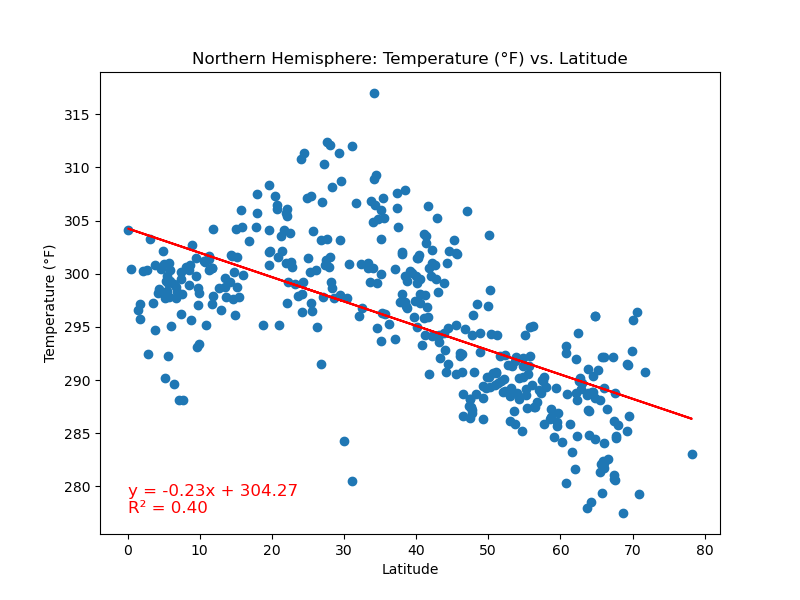 Northern Hemisphere: Temperature (°F) vs. Latitude
Temperature (°F)
315
310
305
300
295
290
285
280
y = -0.23x + 304.27
R² = 0.40
0 10 20 30 40 50 60 70 80
Latitude